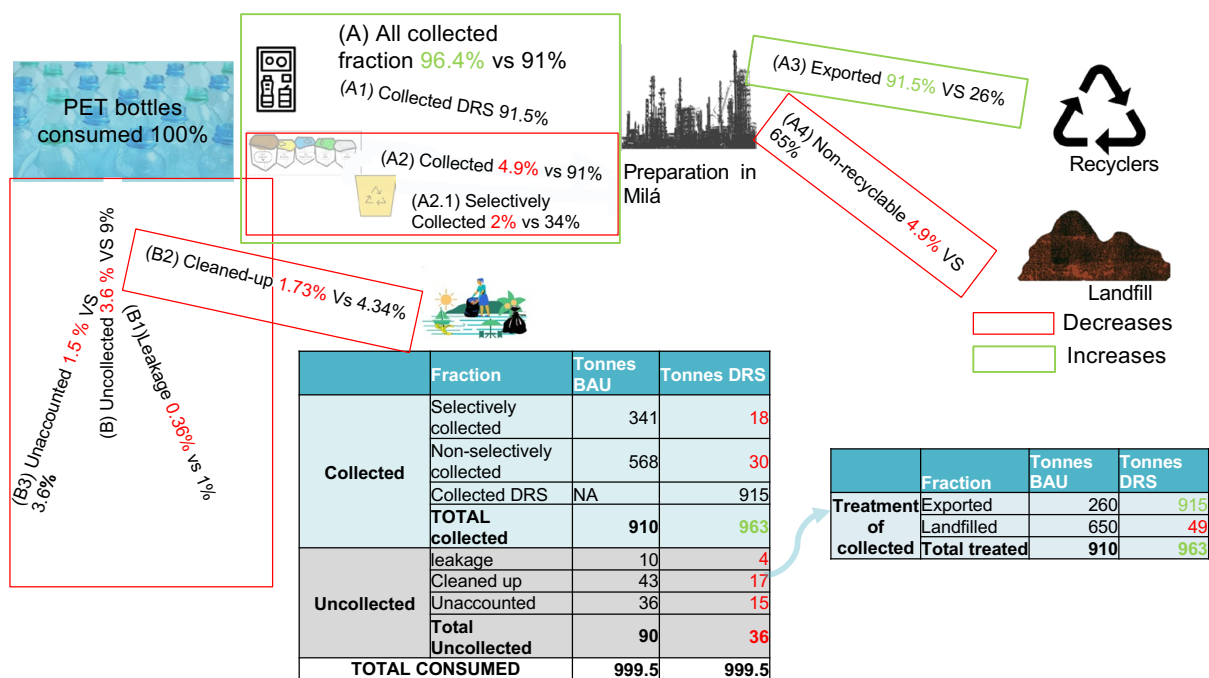 PET bottles
consumed 100%
(A) All collected
fraction 96.4% vs 91%
(A1) Collected DRS 91.5%
(A2) Collected 4.9% vs 91%
(A2.1) Selectively
Collected 2% vs 34%
Preparation in
Milá
(A3) Exported 91.5% VS 26%
(A4) Non-recyclable 4.9% VS
65%
Recyclers
Landfill
Decreases
Increases
(B) Uncollected 3.6 % VS 9%
(B1)Leakage 0.36% vs 1%
(B2) Cleaned-up 1.73% Vs 4.34%
(B3) Unaccounted 1.5 % VS
3.6%
Fraction Tonnes BAU Tonnes DRS
Collected
Selectively collected 341 18
Non-selectively collected 568 30
Collected DRS NA 915
TOTAL collected 910 963
Uncollected
leakage 10 4
Cleaned up 43 17
Unaccounted 36 15
Total Uncollected 90 36
TOTAL CONSUMED 999.5 999.5
Fraction Tonnes BAU Tonnes DRS
Treatment of collected
Exported 260 915
Landfilled 650 49
Total treated 910 963